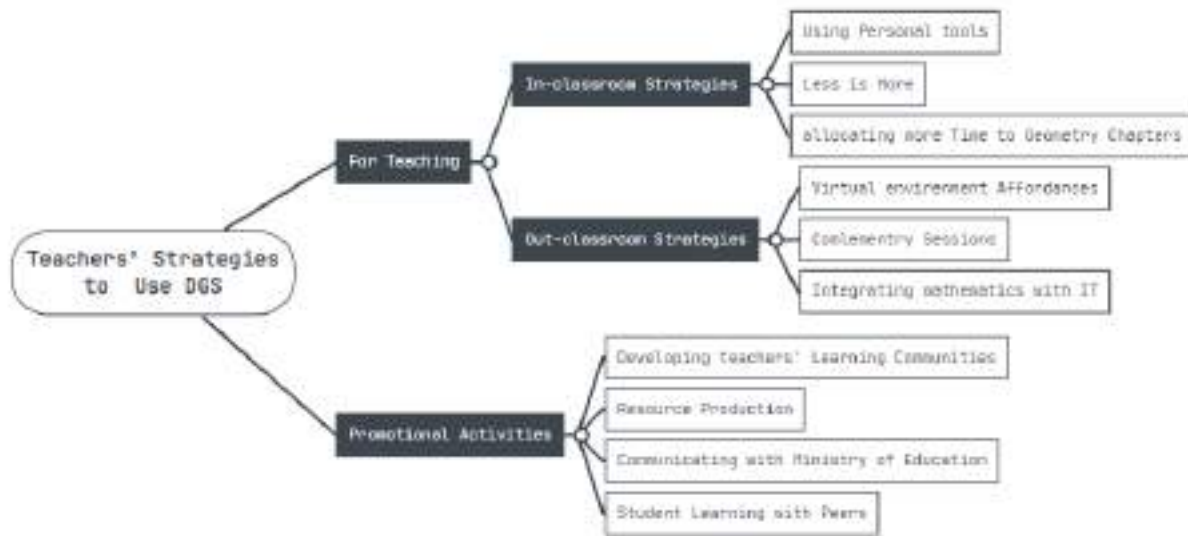 Teachers' Strategies
to Use DGS
For Teaching
In-classroom Strategies
Using Personal tools
Less is More
allocating more Time to Geometry Chapters
Out-classroom Strategies
Virtual envirenment Affordanses
Comlementry Sessions
Integrating mathematics with IT
Promotional Activities
Developing teachers' Learning Communities
Resource Production
Communicating with Ministry of Education
Student Learning with Peers